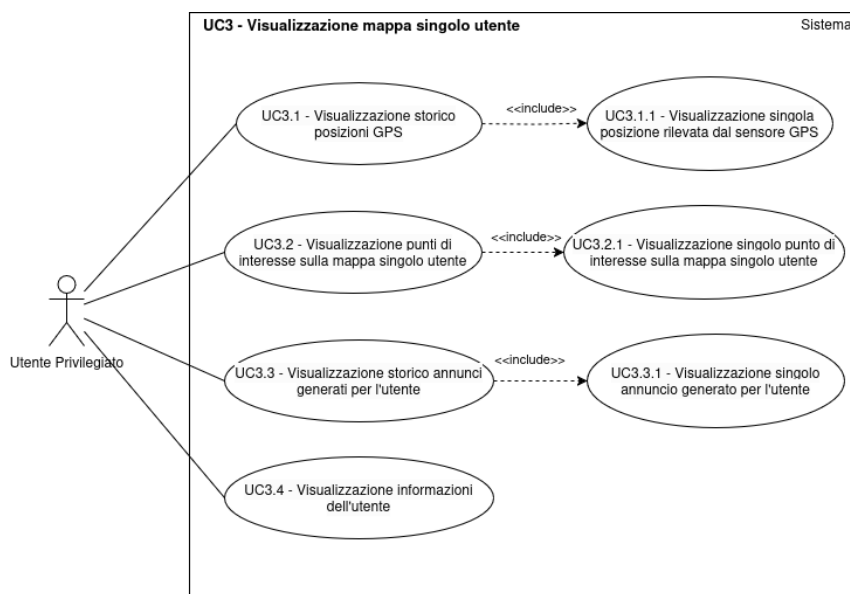 UC3 - Visualizzazione mappa singolo utente
Sistema
UC3.1 - Visualizzazione storico
posizioni GPS
<<include>>
UC3.1.1 - Visualizzazione singola
posizione rilevata dal sensore GPS
UC3.2 - Visualizzazione punti di
interesse sulla mappa singolo utente
<<include>>
UC3.2.1 - Visualizzazione singolo punto di
interesse sulla mappa singolo utente
Utente Privilegiato
UC3.3 - Visualizzazione storico annunci
generati per l'utente
<<include>>
UC3.3.1 - Visualizzazione singolo
annuncio generato per l'utente
UC3.4 - Visualizzazione informazioni
dell'utente